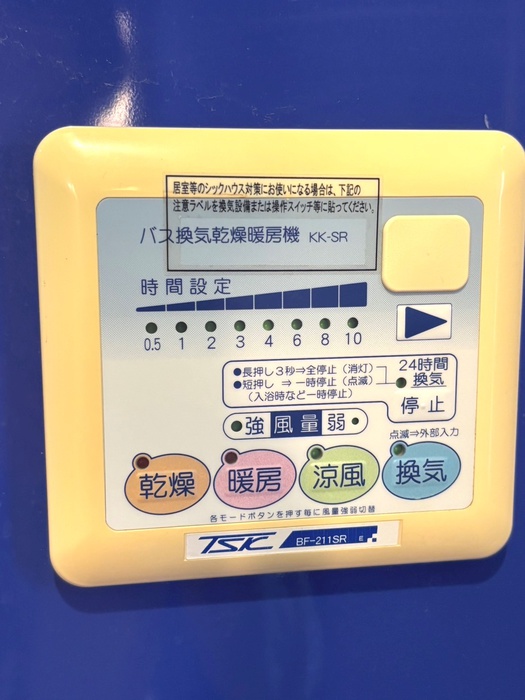 居室等のシックハウス対策にお使いになる場合は、下記の
注意ラベルを換気設備または操作スイッチ等に貼ってください。
バス換気乾燥暖房機 KK-SR
時間設定
0.5 1 2 3 4 6 8 10
●長押し3秒⇒全停止（消灯）
●短押し ⇒ 一時停止（点滅）
（入浴時など一時停止）
24時間
換気
停止
強 風量 弱
点滅⇒外部入力
乾燥 暖房 涼風 換気
各モードボタンを押す毎に風量強弱切替
TSK BF-211SR E